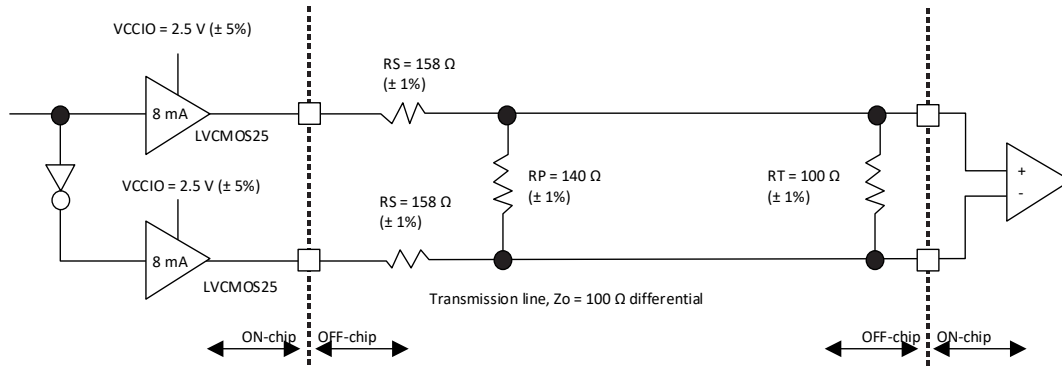 VCCIO = 2.5 V (± 5%)
8 mA
LVCMOS25
RS = 158 Ω
(± 1%)
VCCIO = 2.5 V (± 5%)
8 mA
LVCMOS25
RS = 158 Ω
(± 1%)
RP = 140 Ω
(± 1%)
RT = 100 Ω
(± 1%)
+
-
Transmission line, Zo = 100 Ω differential
ON-chip
OFF-chip
OFF-chip
ON-chip